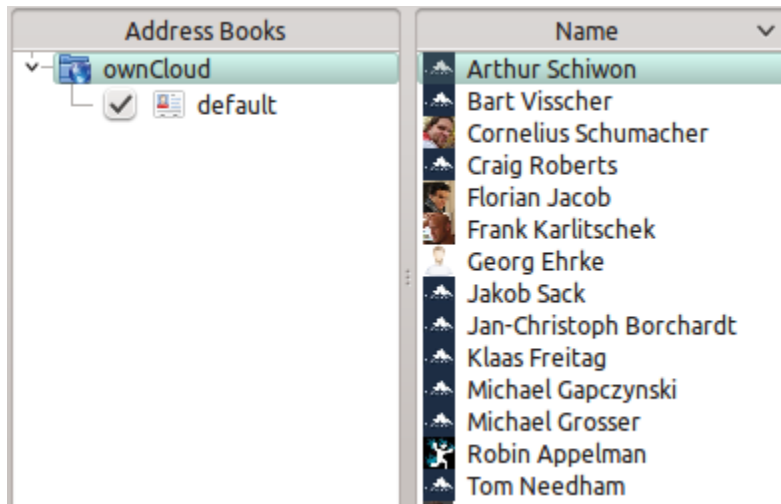 Address Books
ownCloud
default
Name
Arthur Schiwon
Bart Visscher
Cornelius Schumacher
Craig Roberts
Florian Jacob
Frank Karlitschek
Georg Ehrke
Jakob Sack
Jan-Christoph Borchardt
Klaas Freitag
Michael Gapczynski
Michael Grosser
Robin Appelman
Tom Needham